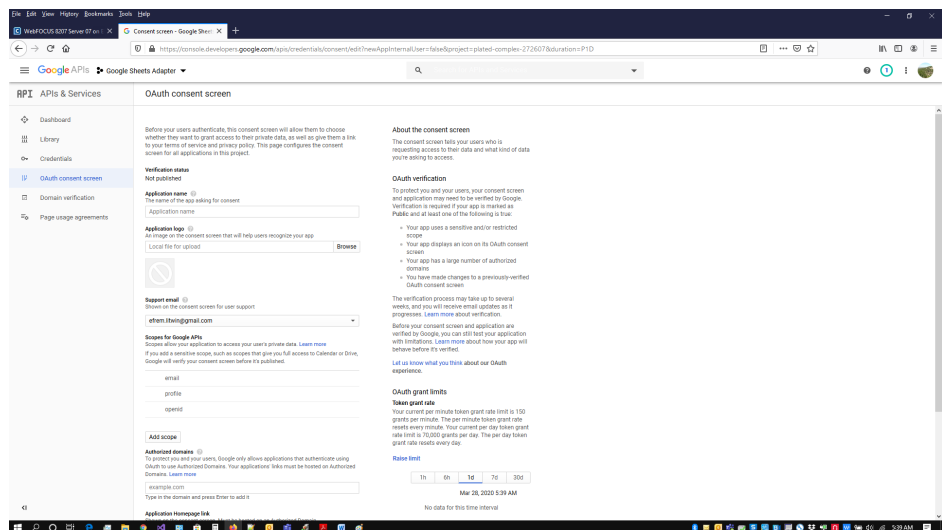 File Edit View History Bookmarks Tools Help
WebFOCUS 8207 Server 07 on
Consent screen - Google Sheet
https://console.developers.google.com/apis/credentials/consent/edit?newAppInternalUser=false&project=plated-complex-272607&duration=P1D
Google APIs Google Sheets Adapter
API APIs & Services
OAuth consent screen
Dashboard
Library
Credentials
OAuth consent screen
Domain verification
Page usage agreements
Before your users authenticate, this consent screen will allow them to choose
whether they want to grant access to their private data, as well as give them a link
to your terms of service and privacy policy. This page configures the consent
screen for all applications in this project.
Verification status
Not published
Application name
The name of the app asking for consent
Application name
Application logo
An image on the consent screen that will help users recognize your app
Local file for upload Browse
Support email
Shown on the consent screen for user support
efrem.litwin@gmail.com
Scopes for Google APIs
Scopes allow your application to access your user's private data. Learn more
If you add a sensitive scope, such as scopes that give you full access to Calendar or Drive,
Google will verify your consent screen before it's published.
email
profile
openid
Add scope
Authorized domains
To protect you and your users, Google only allows applications that authenticate using
OAuth to use Authorized Domains. Your applications' links must be hosted on Authorized
Domains. Learn more
example.com
Type in the domain and press Enter to add it
Application Homepage link
About the consent screen
The consent screen tells your users who is
requesting access to their data and what kind of data
you're asking to access.
OAuth verification
To protect you and your users, your consent screen
and application may need to be verified by Google.
Verification is required if your app is marked as
Public and at least one of the following is true:
Your app uses a sensitive and/or restricted
scope
Your app displays an icon on its OAuth consent
screen
Your app has a large number of authorized
domains
You have made changes to a previously-verified
OAuth consent screen
The verification process may take up to several
weeks, and you will receive email updates as it
progresses. Learn more about verification.
Before your consent screen and application are
verified by Google, you can still test your application
with limitations. Learn more about how your app will
behave before it's verified.
Let us know what you think about our OAuth
experience.
OAuth grant limits
Token grant rate
Your current per minute token grant rate limit is 150
grants per minute. The per minute token grant rate
resets every minute. Your current per day token grant
rate limit is 70,000 grants per day. The per day token
grant rate resets every day.
Raise limit
1h 6h 1d 7d 30d
Mar 28, 2020 5:39 AM
No data for this time interval
5:39 AM